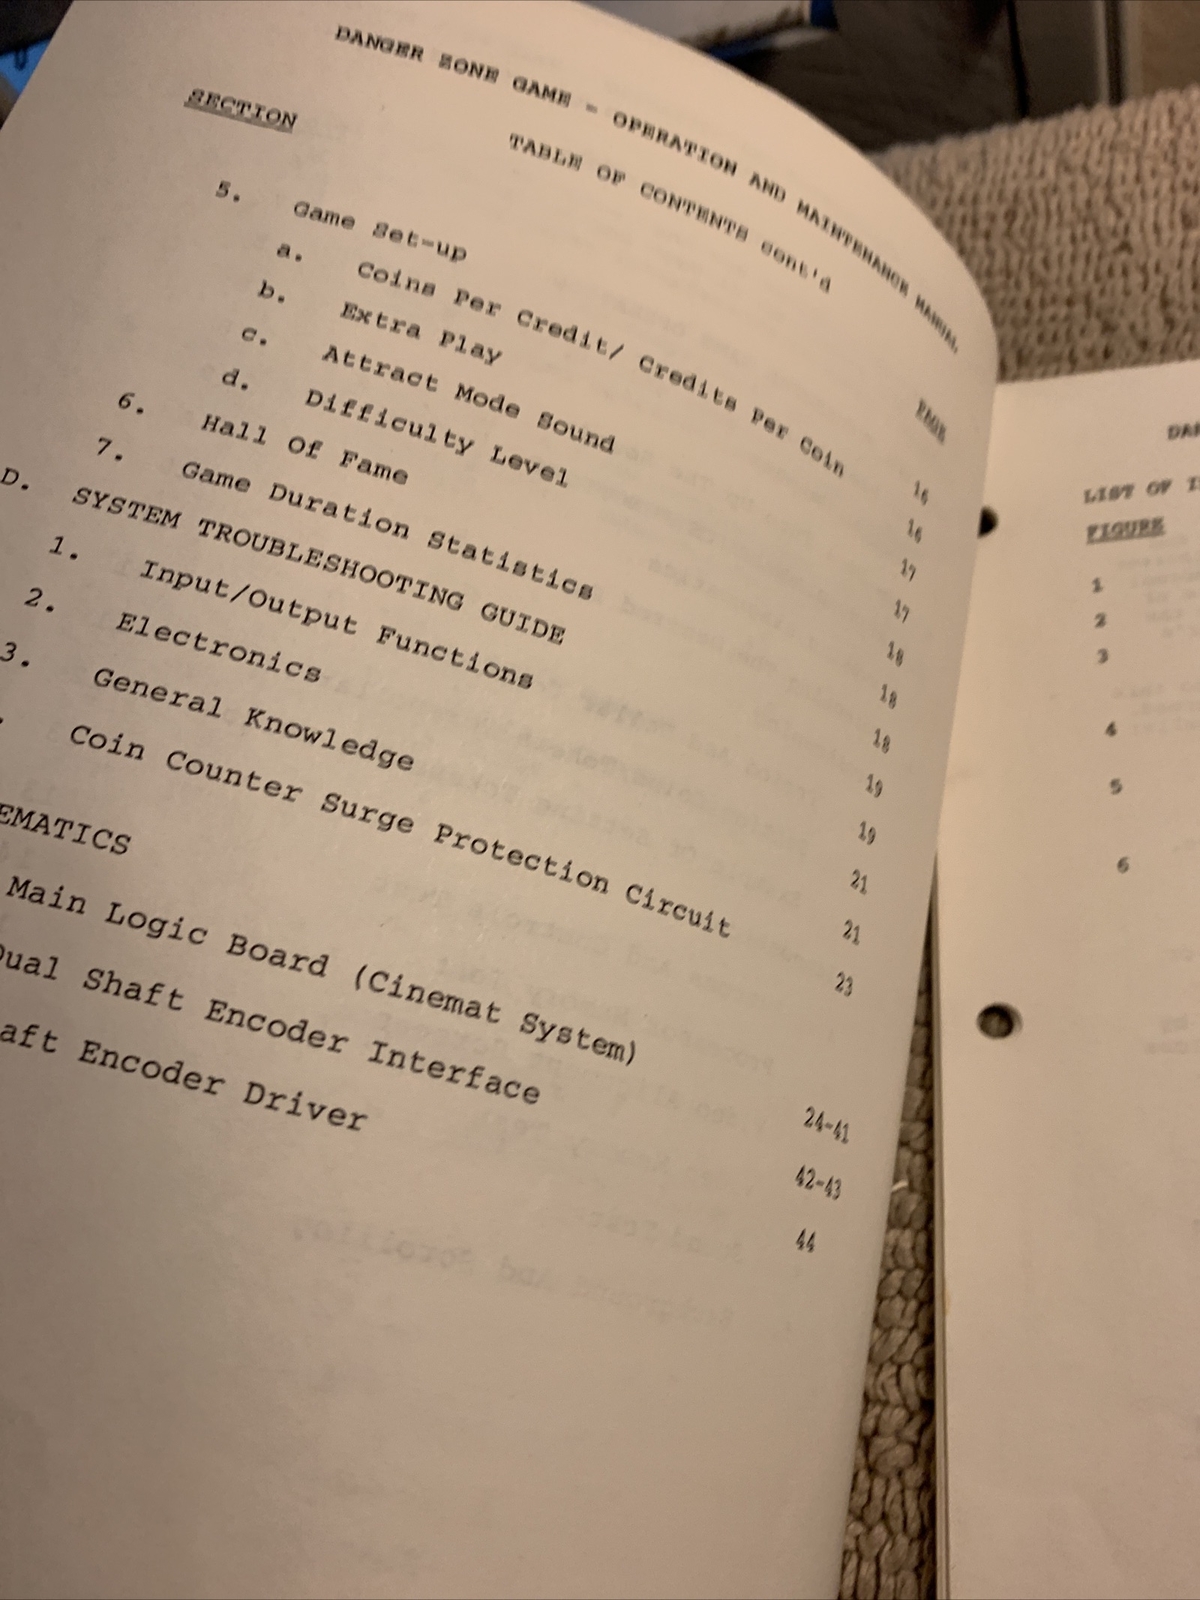 DANGER ZONE GAME - OPERATION AND MAINTENANCE MANUAL
TABLE OF CONTENTS cont'd
SECTION PAGE
5. Game Set-up 16
a. Coins Per Credit/ Credits Per Coin 16
b. Extra Play 17
c. Attract Mode Sound 17
d. Difficulty Level 18
6. Hall Of Fame 18
7. Game Duration Statistics 18
D. SYSTEM TROUBLESHOOTING GUIDE 19
1. Input/Output Functions 19
2. Electronics 21
3. General Knowledge 21
Coin Counter Surge Protection Circuit 23
EMATICS
Main Logic Board (Cinemat System) 24-41
Dual Shaft Encoder Interface 42-43
aft Encoder Driver 44
LIST OF
FIGURE
1
2
3
4
5
6